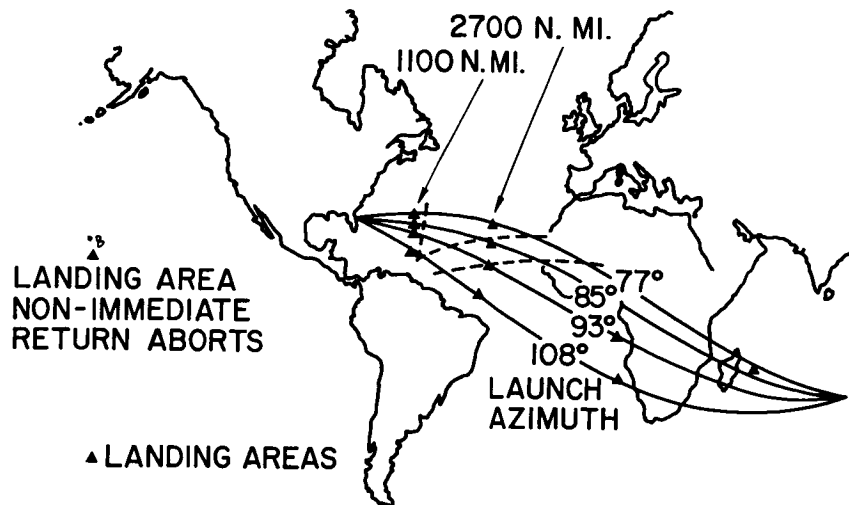 2700 N. MI.
1100 N.MI.
B
LANDING AREA
NON-IMMEDIATE
RETURN ABORTS
77°
85°
93°
108°
LAUNCH
AZIMUTH
LANDING AREAS